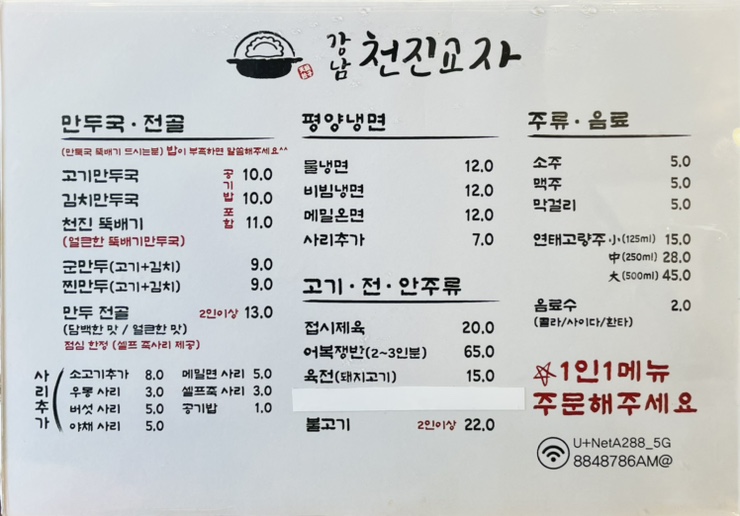 강남 천진교자
만두국 · 전골
(만둣국 뚝배기 드시는분) 밥이 부족하면 말씀해주세요^^
고기만두국 10.0
김치만두국 10.0
천진 뚝배기 11.0
공기밥포함
(얼큰한 뚝배기만두국)
군만두(고기+김치) 9.0
찐만두(고기+김치) 9.0
만두 전골 2인이상 13.0
(담백한 맛 / 얼큰한 맛)
점심 한정 (셀프 죽사리 제공)
사리추가
소고기추가 8.0
우동 사리 3.0
버섯 사리 5.0
야채 사리 5.0
메밀면 사리 5.0
셀프죽 사리 3.0
공기밥 1.0
평양냉면
물냉면 12.0
비빔냉면 12.0
메밀온면 12.0
사리추가 7.0
고기 · 전 · 안주류
접시제육 20.0
어복쟁반(2~3인분) 65.0
육전(돼지고기) 15.0
불고기 2인이상 22.0
주류 · 음료
소주 5.0
맥주 5.0
막걸리 5.0
연태고량주 小(125ml) 15.0
中(250ml) 28.0
大(500ml) 45.0
음료수 2.0
(콜라/사이다/환타)
☆1인1메뉴
주문해주세요
U+NetA288_5G
8848786AM@